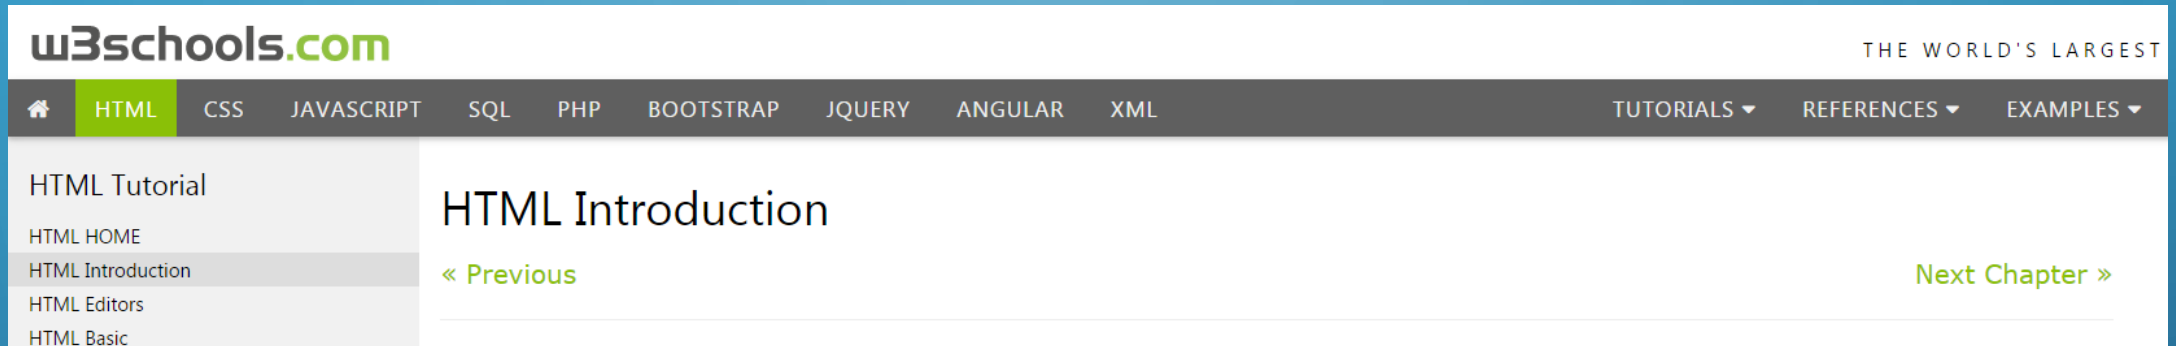 w3schools.com
THE WORLD'S LARGEST
HTML CSS JAVASCRIPT SQL PHP BOOTSTRAP JQUERY ANGULAR XML TUTORIALS REFERENCES EXAMPLES
HTML Tutorial
HTML HOME
HTML Introduction
HTML Editors
HTML Basic
HTML Introduction
« Previous Next Chapter »